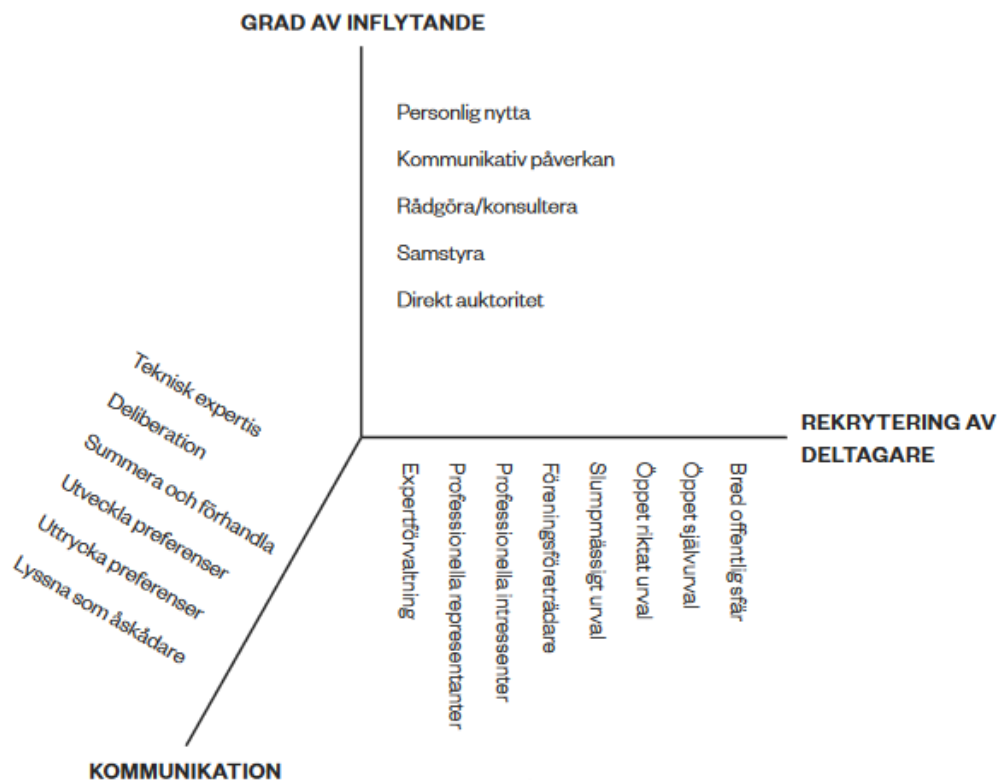 GRAD AV INFLYTANDE
Personlig nytta
Kommunikativ påverkan
Rådgöra/konsultera
Samstyra
Direkt auktoritet
Teknisk expertis
Deliberation
Summera och förhandla
Utveckla preferenser
Uttrycka preferenser
Lyssna som åskådare
KOMMUNIKATION
REKRYTERING AV
DELTAGARE
Expertförvaltning
Professionella representanter
Professionella intressenter
Föreningsföreträdare
Slumpmässigt urval
Öppet riktat urval
Öppet självurval
Bred offentlig sfär